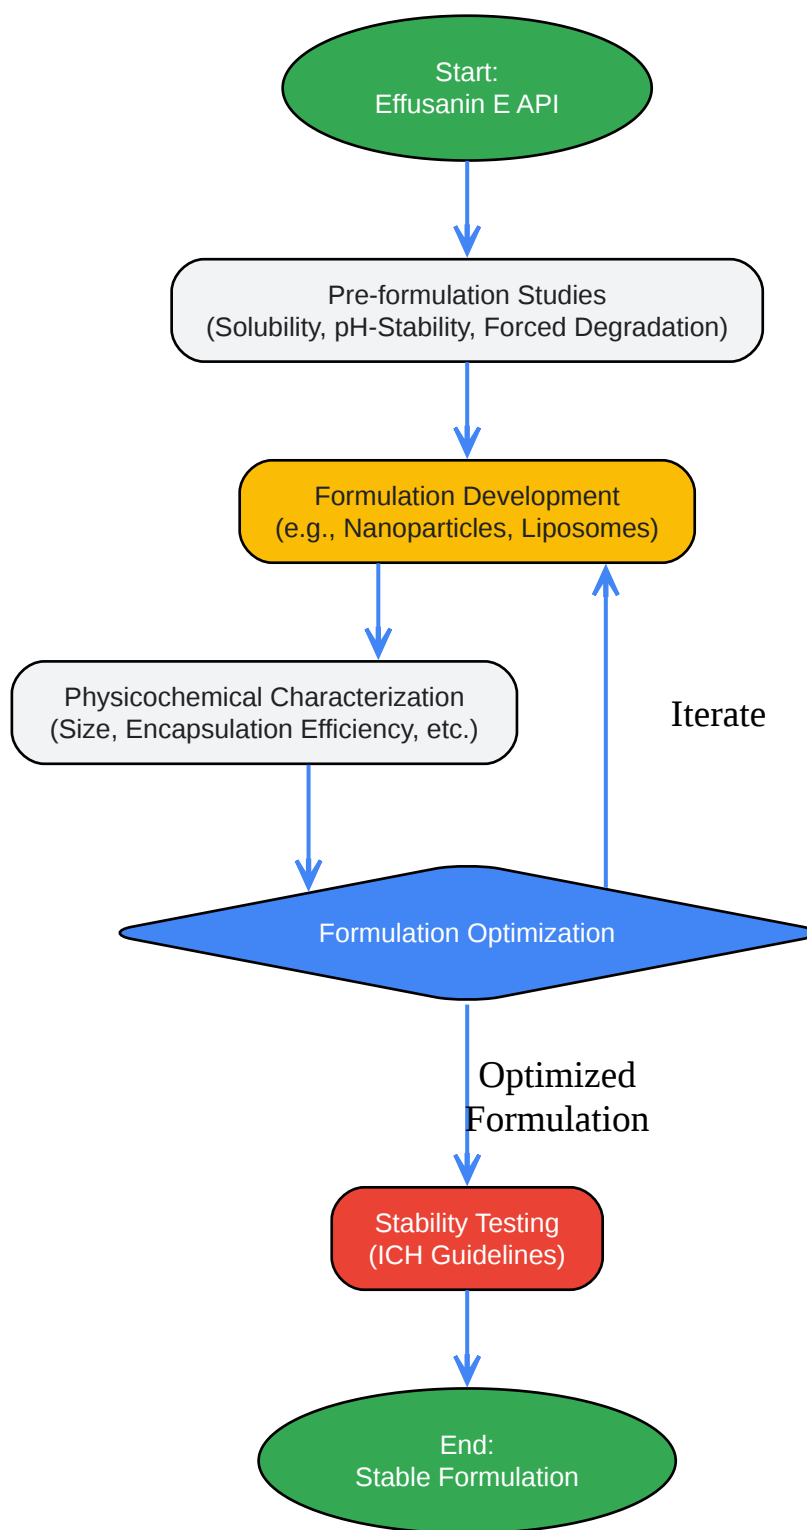 Start:
Effusanin E API
Pre-formulation Studies
(Solubility, pH-Stability, Forced Degradation)
Formulation Development
(e.g., Nanoparticles, Liposomes)
Physicochemical Characterization
(Size, Encapsulation Efficiency, etc.)
Iterate
Formulation Optimization
Optimized
Formulation
Stability Testing
(ICH Guidelines)
End:
Stable Formulation